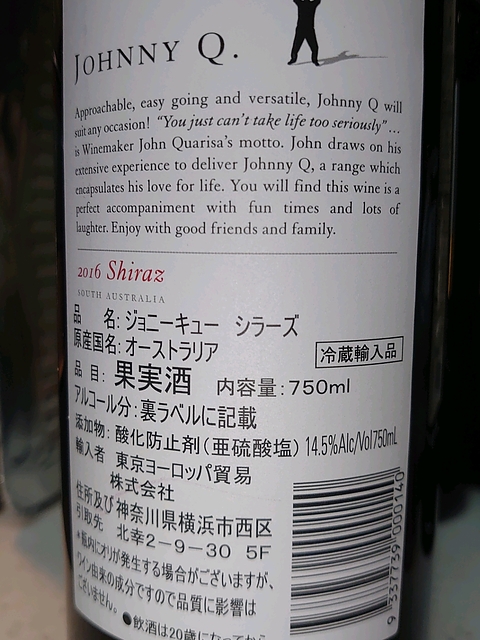 JOHNNY Q.
Approachable, easy going and versatile, Johnny Q will
suit any occasion! "You just can't take life too seriously"...
is Winemaker John Quarisa's motto. John draws on his
extensive experience to deliver Johnny Q, a range which
encapsulates his love for life. You will find this wine is a
perfect accompaniment with fun times and lots of
laughter. Enjoy with good friends and family.
2016 Shiraz
SOUTH AUSTRALIA
品 名:ジョニーキュー シラーズ
原産国名:オーストラリア
冷蔵輸入品
品 目:果実酒 内容量:750ml
アルコール分:裏ラベルに記載
添加物:酸化防止剤(亜硫酸塩) 14.5%Alc/Vol750mL
輸入者 東京ヨーロッパ貿易
株式会社
住所及び 神奈川県横浜市西区
引取先 北幸2-9-30 5F
*瓶内にオリが発生する場合がございますが、
ワイン由来の成分ですので品質に影響は
ございません。
●飲酒は20歳になってから
9 337739 000140